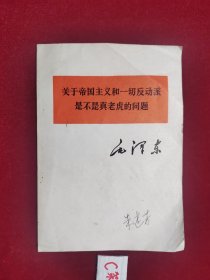 关于帝国主义和一切反动派
是不是真老虎的问题
毛泽东